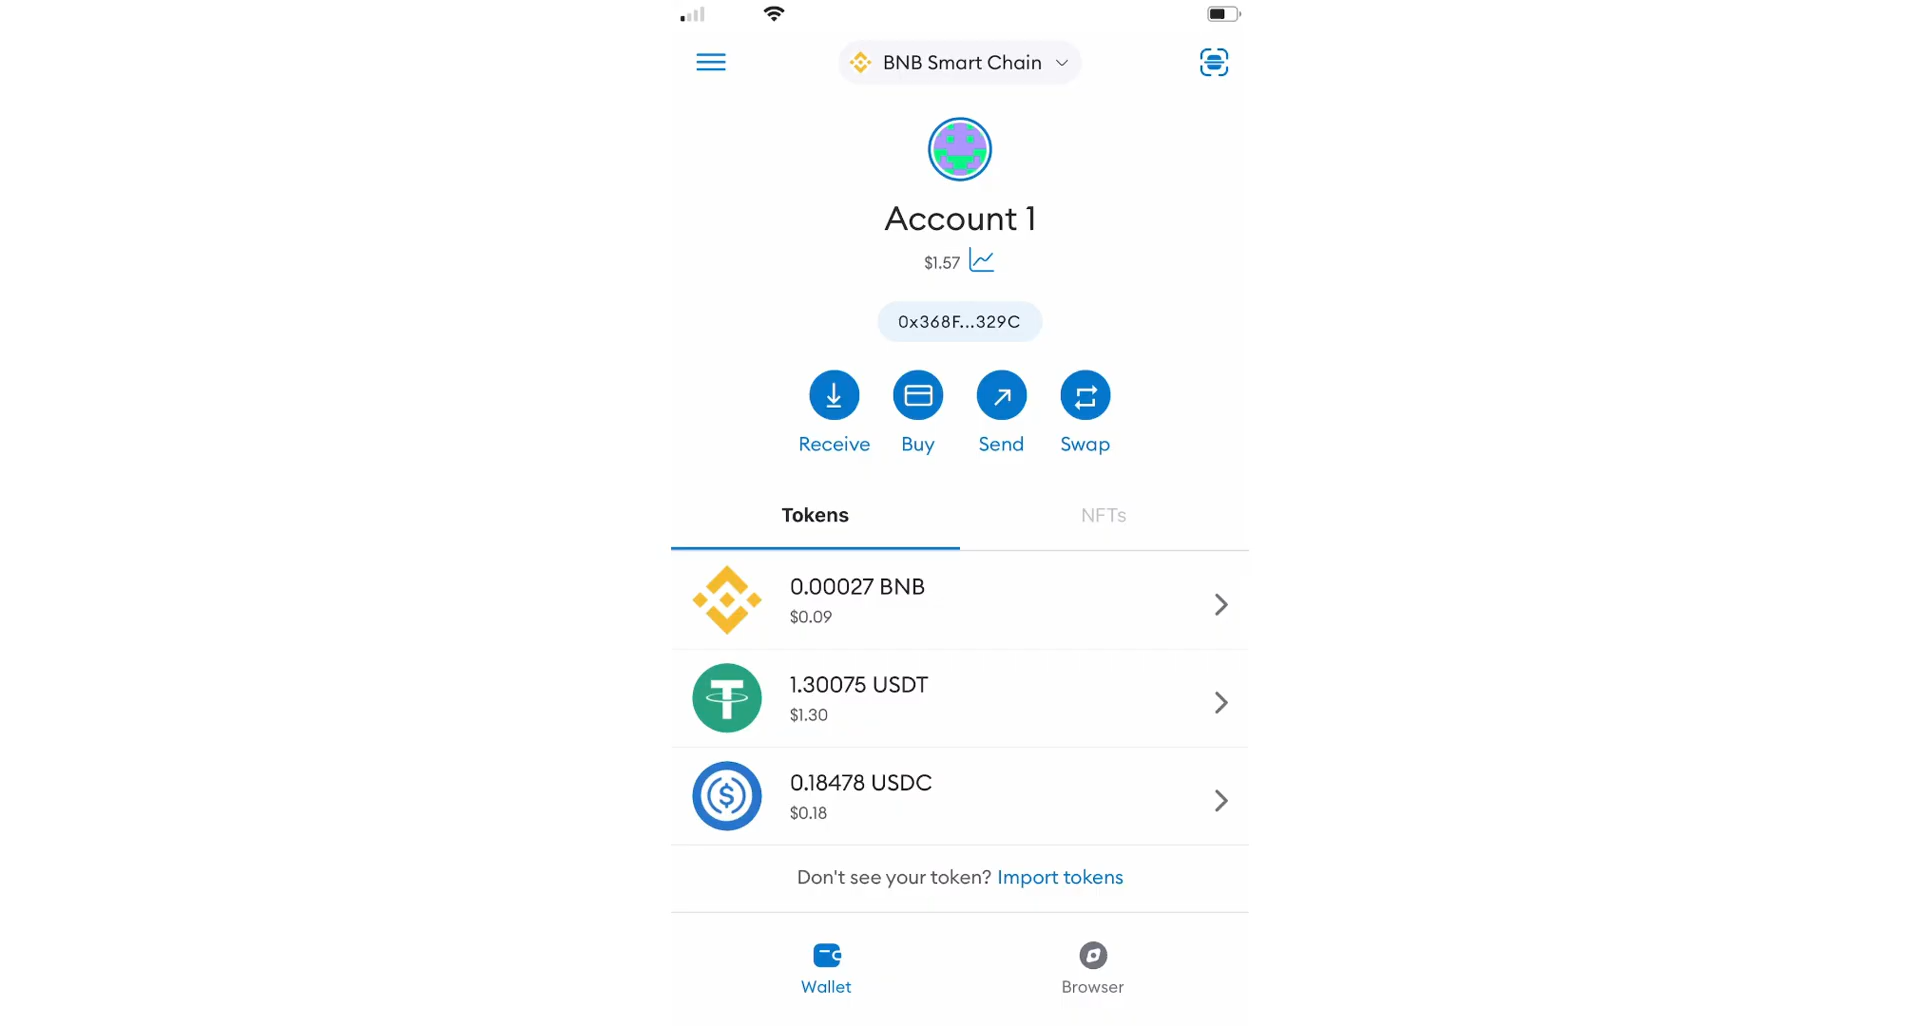 BNB Smart Chain
Account 1
$1.57
0x368F...329C
Receive Buy Send Swap
Tokens NFTs
0.00027 BNB
$0.09
1.30075 USDT
$1.30
0.18478 USDC
$0.18
Don't see your token? Import tokens
Wallet Browser